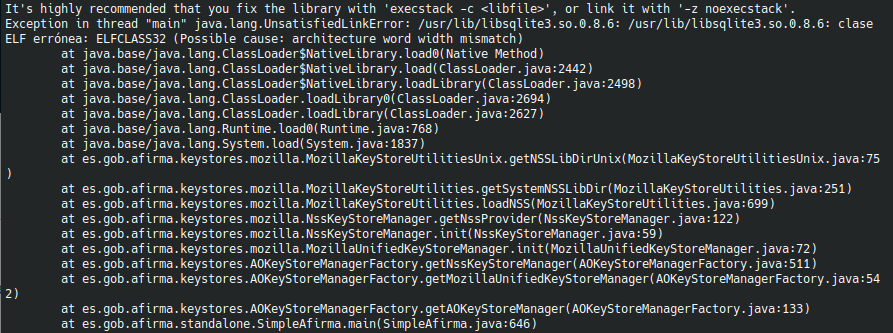 It's highly recommended that you fix the library with 'execstack -c <libfile>', or link it with '-z noexecstack'.
Exception in thread "main" java.lang.UnsatisfiedLinkError: /usr/lib/libsqlite3.so.0.8.6: /usr/lib/libsqlite3.so.0.8.6: clase
ELF errónea: ELFCLASS32 (Possible cause: architecture word width mismatch)
        at java.base/java.lang.ClassLoader$NativeLibrary.load0(Native Method)
        at java.base/java.lang.ClassLoader$NativeLibrary.load(ClassLoader.java:2442)
        at java.base/java.lang.ClassLoader$NativeLibrary.loadLibrary(ClassLoader.java:2498)
        at java.base/java.lang.ClassLoader.loadLibrary0(ClassLoader.java:2694)
        at java.base/java.lang.ClassLoader.loadLibrary(ClassLoader.java:2627)
        at java.base/java.lang.Runtime.load0(Runtime.java:768)
        at java.base/java.lang.System.load(System.java:1837)
        at es.gob.afirma.keystores.mozilla.MozillaKeyStoreUtilitiesUnix.getNSSLibDirUnix(MozillaKeyStoreUtilitiesUnix.java:75
)
        at es.gob.afirma.keystores.mozilla.MozillaKeyStoreUtilities.getSystemNSSLibDir(MozillaKeyStoreUtilities.java:251)
        at es.gob.afirma.keystores.mozilla.MozillaKeyStoreUtilities.loadNSS(MozillaKeyStoreUtilities.java:699)
        at es.gob.afirma.keystores.mozilla.NssKeyStoreManager.getNssProvider(NssKeyStoreManager.java:122)
        at es.gob.afirma.keystores.mozilla.NssKeyStoreManager.init(NssKeyStoreManager.java:59)
        at es.gob.afirma.keystores.mozilla.MozillaUnifiedKeyStoreManager.init(MozillaUnifiedKeyStoreManager.java:72)
        at es.gob.afirma.keystores.AOKeyStoreManagerFactory.getNssKeyStoreManager(AOKeyStoreManagerFactory.java:511)
        at es.gob.afirma.keystores.AOKeyStoreManagerFactory.getMozillaUnifiedKeyStoreManager(AOKeyStoreManagerFactory.java:54
2)
        at es.gob.afirma.keystores.AOKeyStoreManagerFactory.getAOKeyStoreManager(AOKeyStoreManagerFactory.java:133)
        at es.gob.afirma.standalone.SimpleAfirma.main(SimpleAfirma.java:646)